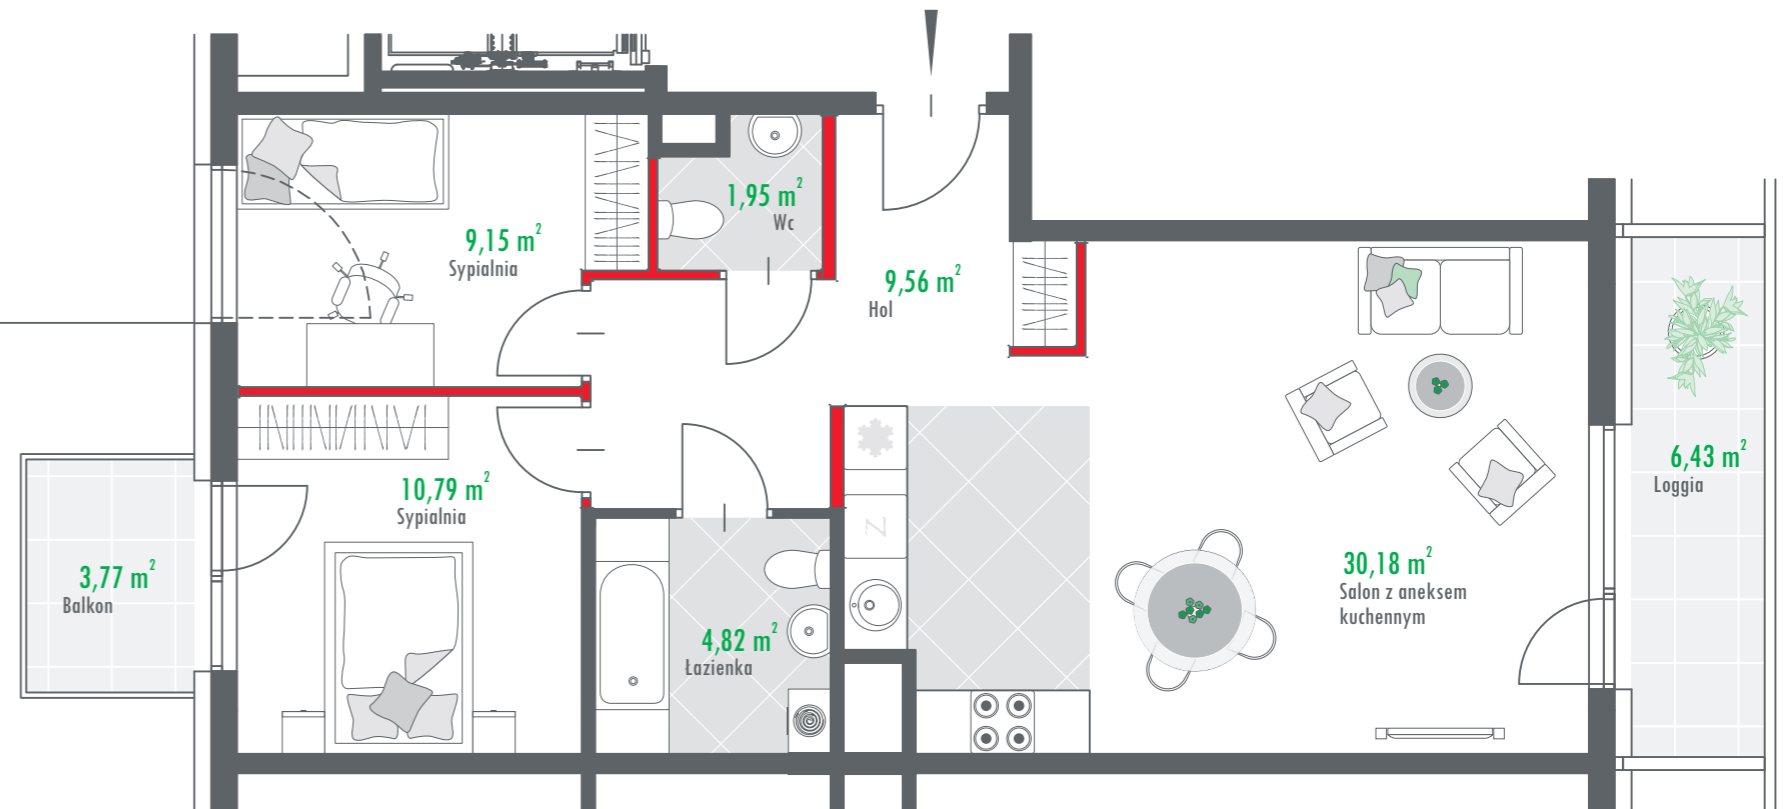 1,95 m²
Wc
9,15 m²
Sypialnia
9,56 m²
Hol
6,43 m²
Loggia
10,79 m²
Sypialnia
30,18 m²
Salon z aneksem
kuchennym
3,77 m²
Balkon
4,82 m²
Łazienka
Z